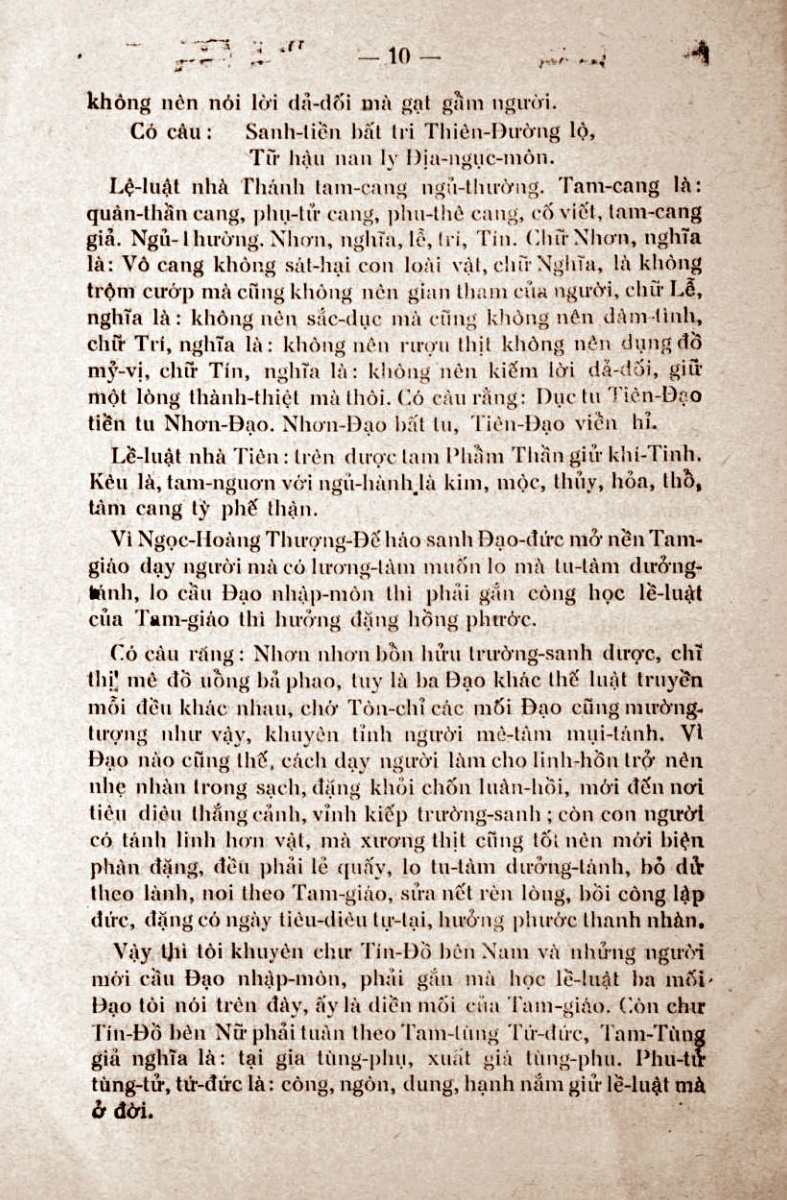 — 10 —
không nên nói lời dả-dối mà gạt gẩm người.
Có câu : Sanh-tiền bất tri Thiên-Đường lộ,
Tử hậu nan ly Địa-ngục-môn.
Lệ-luật nhà Thánh tam-cang ngủ-thường. Tam-cang là :
quân-thần cang, phụ-tử cang, phu-thê cang, cố viết, tam-cang
giả. Ngủ-thường. Nhơn, nghĩa, lễ, trí, Tín. Chữ Nhơn, nghĩa
là : Vô cang không sát-hại con loài vật, chữ Nghĩa, là không
trộm cướp mà cũng không nên gian tham của người, chữ Lễ,
nghĩa là : không nên sắc-dục mà cũng không nên dâm-tình,
chữ Trí, nghĩa là : không nên rượu thịt không nên dụng đồ
mỷ-vị, chữ Tín, nghĩa là : không nên kiếm lời dả-dối, giữ
một lòng thành-thiệt mà thôi. Có câu rằng : Dục tu Tiên-Đạo
tiền tu Nhơn-Đạo. Nhơn-Đạo bất tu, Tiên-Đạo viễn hỉ.
Lề-luật nhà Tiên : trên dược tam Phẩm Thần giử khí-Tinh.
Kêu là, tam-ngươn với ngủ-hành là kim, mộc, thủy, hỏa, thổ,
tâm cang tỳ phế thận.
Vì Ngọc-Hoàng Thượng-Đế háo sanh Đạo-đức mở nền Tam-
giáo dạy người mà có lương-tâm muốn lo mà tu-tâm dưởng-
tánh, lo cầu Đạo nhập-môn thì phải gắn công học lề-luật
của Tam-giáo thì hưởng đặng hồng phước.
Có câu rằng : Nhơn nhơn bổn hửu trường-sanh dược, chĩ
thị mê đồ uổng bả phao, tuy là ba Đạo khác thể luật truyền
mỗi đều khác nhau, chớ Tôn-chỉ các mối Đạo cũng mường-
tượng như vậy, khuyên tỉnh người mê-tâm mụi-tánh. Vì
Đạo nào cũng thế, cách dạy người làm cho linh-hồn trở nên
nhẹ nhàn trong sạch, đặng khỏi chốn luân-hồi, mới đến nơi
tiêu diêu thắng cảnh, vỉnh kiếp trường-sanh ; còn con người
có tánh linh hơn vật, mà xương thịt cũng tốt nên mới biện
phân đặng, đều phải lẻ quấy, lo tu-tâm dưởng-tánh, bỏ dử
theo lành, noi theo Tam-giáo, sửa nết rèn lòng, bồi công lập
đức, đặng có ngày tiêu-diêu tự-tại, hưởng phước thanh nhàn.
Vậy thì tôi khuyên chư Tín-Đồ bên Nam và những người
mới cầu Đạo nhập-môn, phải gắn mà học lề-luật ba mối
Đạo tôi nói trên đây, ấy là diền mối của Tam-giáo. Còn chư
Tín-Đồ bên Nữ phải tuân theo Tam-tùng Tứ-đức, Tam-Tùng
giả nghĩa là : tại gia tùng-phụ, xuất giá tùng-phu. Phu-tử
tùng-tử, tứ-đức là : công, ngôn, dung, hạnh nắm giử lề-luật mà
ở đời.